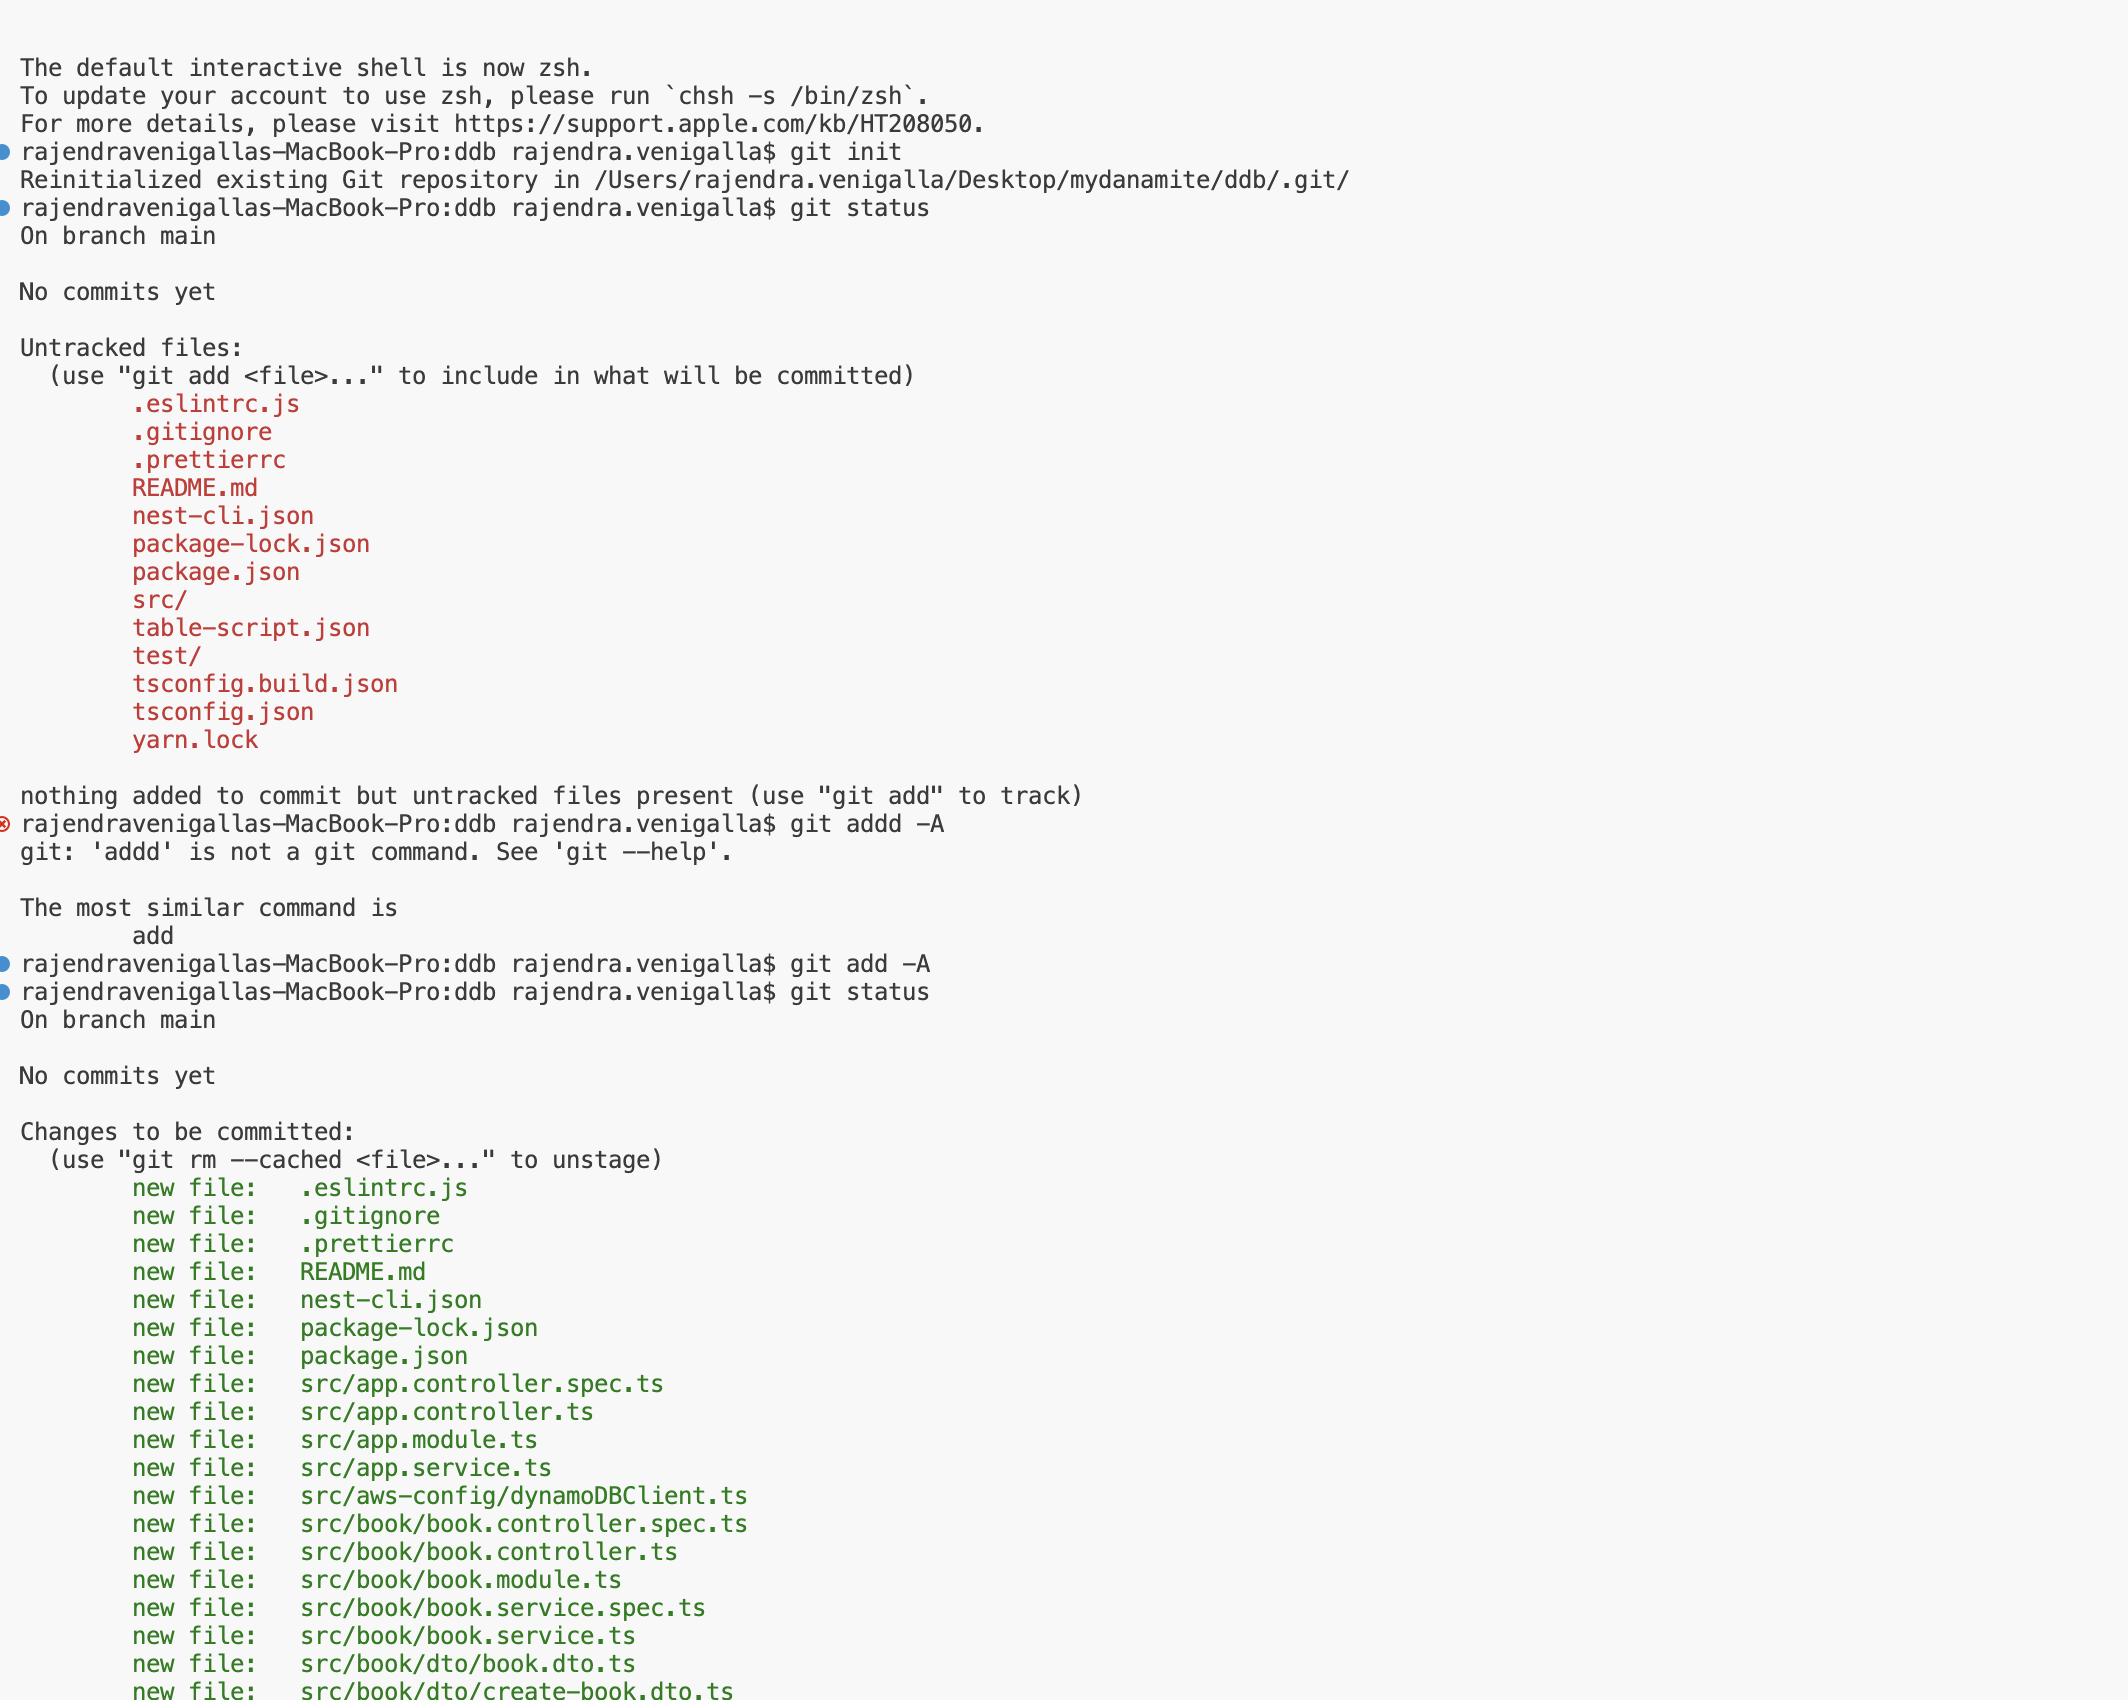 The default interactive shell is now zsh.
To update your account to use zsh, please run `chsh -s /bin/zsh`.
For more details, please visit https://support.apple.com/kb/HT208050.
rajendravenigallas-MacBook-Pro:ddb rajendra.venigalla$ git init
Reinitialized existing Git repository in /Users/rajendra.venigalla/Desktop/mydanamite/ddb/.git/
rajendravenigallas-MacBook-Pro:ddb rajendra.venigalla$ git status
On branch main
No commits yet
Untracked files:
  (use "git add <file>..." to include in what will be committed)
        .eslintrc.js
        .gitignore
        .prettierrc
        README.md
        nest-cli.json
        package-lock.json
        package.json
        src/
        table-script.json
        test/
        tsconfig.build.json
        tsconfig.json
        yarn.lock
nothing added to commit but untracked files present (use "git add" to track)
rajendravenigallas-MacBook-Pro:ddb rajendra.venigalla$ git addd -A
git: 'addd' is not a git command. See 'git --help'.
The most similar command is
        add
rajendravenigallas-MacBook-Pro:ddb rajendra.venigalla$ git add -A
rajendravenigallas-MacBook-Pro:ddb rajendra.venigalla$ git status
On branch main
No commits yet
Changes to be committed:
  (use "git rm --cached <file>..." to unstage)
        new file:   .eslintrc.js
        new file:   .gitignore
        new file:   .prettierrc
        new file:   README.md
        new file:   nest-cli.json
        new file:   package-lock.json
        new file:   package.json
        new file:   src/app.controller.spec.ts
        new file:   src/app.controller.ts
        new file:   src/app.module.ts
        new file:   src/app.service.ts
        new file:   src/aws-config/dynamoDBClient.ts
        new file:   src/book/book.controller.spec.ts
        new file:   src/book/book.controller.ts
        new file:   src/book/book.module.ts
        new file:   src/book/book.service.spec.ts
        new file:   src/book/book.service.ts
        new file:   src/book/dto/book.dto.ts
        new file:   src/book/dto/create-book.dto.ts